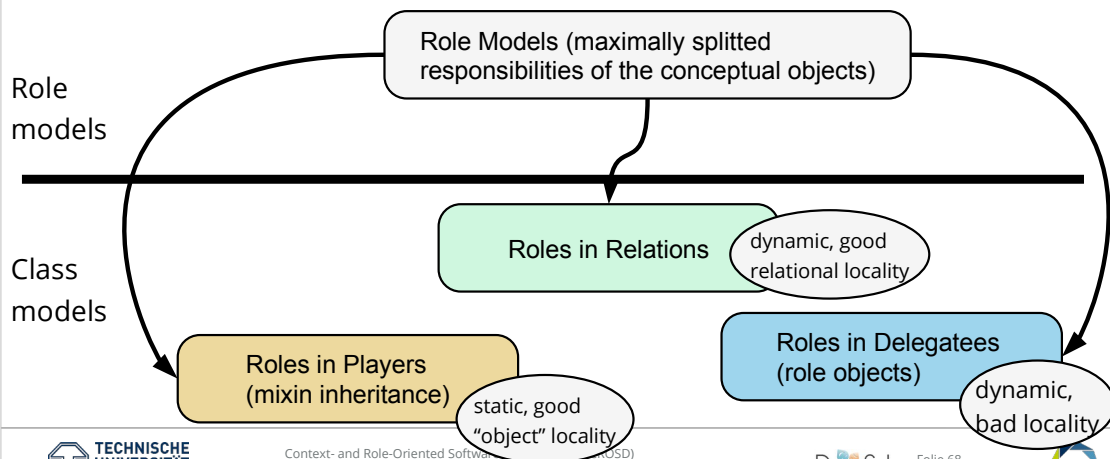 Role Models (maximally splitted
responsibilities of the conceptual objects)
Role
models
Roles in Relations
dynamic, good
relational locality
Class
models
Roles in Players
(mixin inheritance)
static, good
“object” locality
Roles in Delegatees
(role objects)
dynamic,
bad locality
TECHNISCHE
Context- and Role-Oriented ROSD)
Folie 68